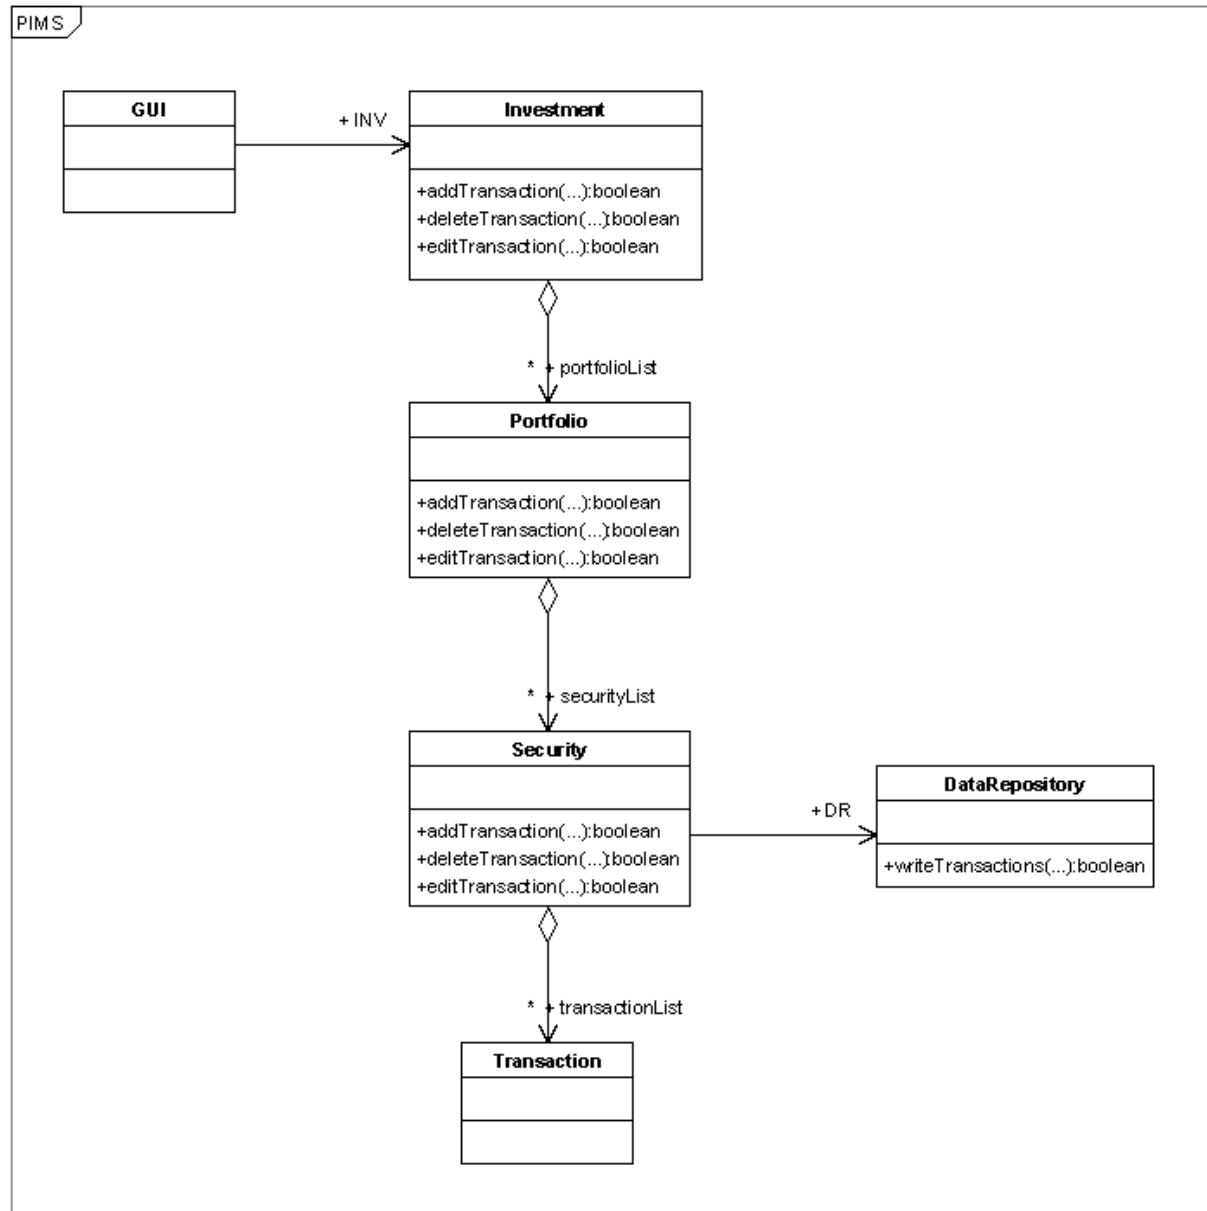 PIMS
GUI
+ INV
Investment
+addTransaction(...):boolean
+deleteTransaction(...):boolean
+editTransaction(...):boolean
* + portfolioList
Portfolio
+addTransaction(...):boolean
+deleteTransaction(...):boolean
+editTransaction(...):boolean
* + securityList
Security
+addTransaction(...):boolean
+deleteTransaction(...):boolean
+editTransaction(...):boolean
+DR
DataRepository
+writeTransactions(...):boolean
* + transactionList
Transaction